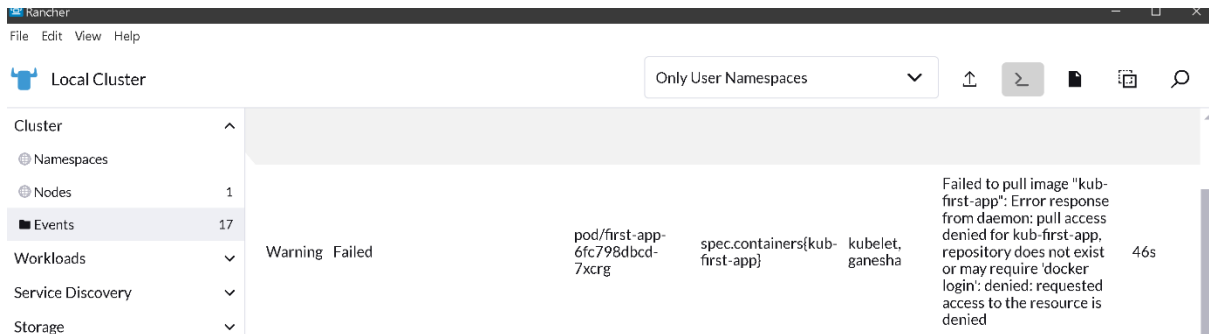 Rancher
File Edit View Help
Local Cluster
Only User Namespaces
Cluster
Namespaces
Nodes 1
Events 17
Workloads
Service Discovery
Storage
Warning Failed
pod/first-app-
6fc798dbcd-
7xcrg
spec.containers{kub-
first-app}
kubelet,
ganesha
Failed to pull image "kub-
first-app": Error response
from daemon: pull access
denied for kub-first-app,
repository does not exist
or may require 'docker
login': denied: requested
access to the resource is
denied
46s